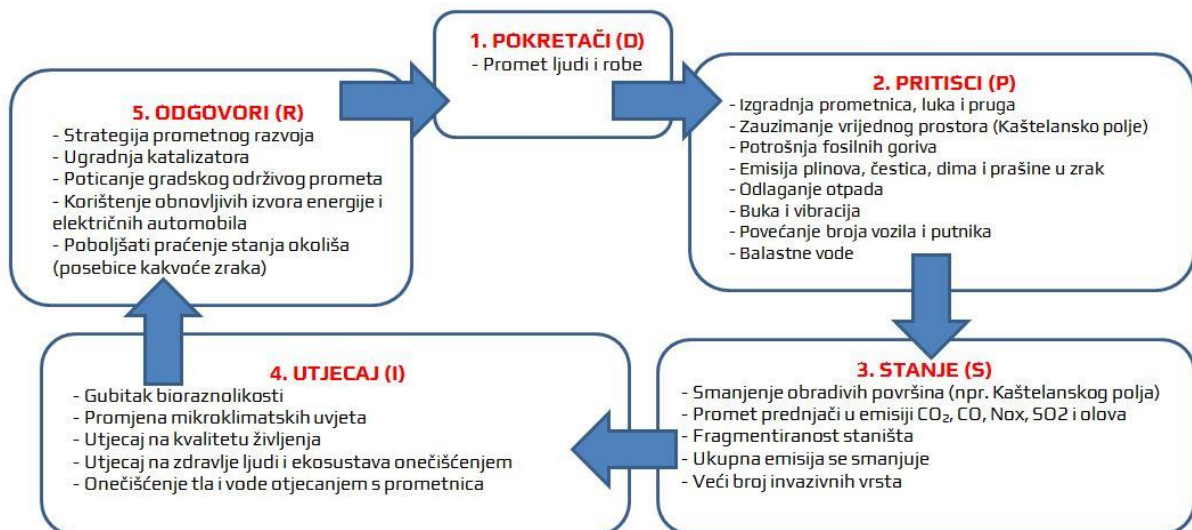 1. POKRETAČI (D)
- Promet ljudi i robe
2. PRITISCI (P)
- Izgradnja prometnica, luka i pruga
- Zauzimanje vrijednog prostora (Kaštelansko polje)
- Potrošnja fosilnih goriva
- Emisija plinova, čestica, dima i prašine u zrak
- Odlaganje otpada
- Buka i vibracija
- Povećanje broja vozila i putnika
- Balastne vode
3. STANJE (S)
- Smanjenje obradivih površina (npr. Kaštelanskog polja)
- Promet prednjači u emisiji CO₂, CO, Nox, SO2 i olova
- Fragmentiranost staništa
- Ukupna emisija se smanjuje
- Veći broj invazivnih vrsta
4. UTJECAJ (I)
- Gubitak bioraznolikosti
- Promjena mikroklimatskih uvjeta
- Utjecaj na kvalitetu življenja
- Utjecaj na zdravlje ljudi i ekosustava onečišćenjem
- Onečišćenje tla i vode otjecanjem s prometnica
5. ODGOVORI (R)
- Strategija prometnog razvoja
- Ugradnja katalizatora
- Poticanje gradskog održivog prometa
- Korištenje obnovljivih izvora energije i
električnih automobila
- Poboljšati praćenje stanja okoliša
(posebice kakvoće zraka)